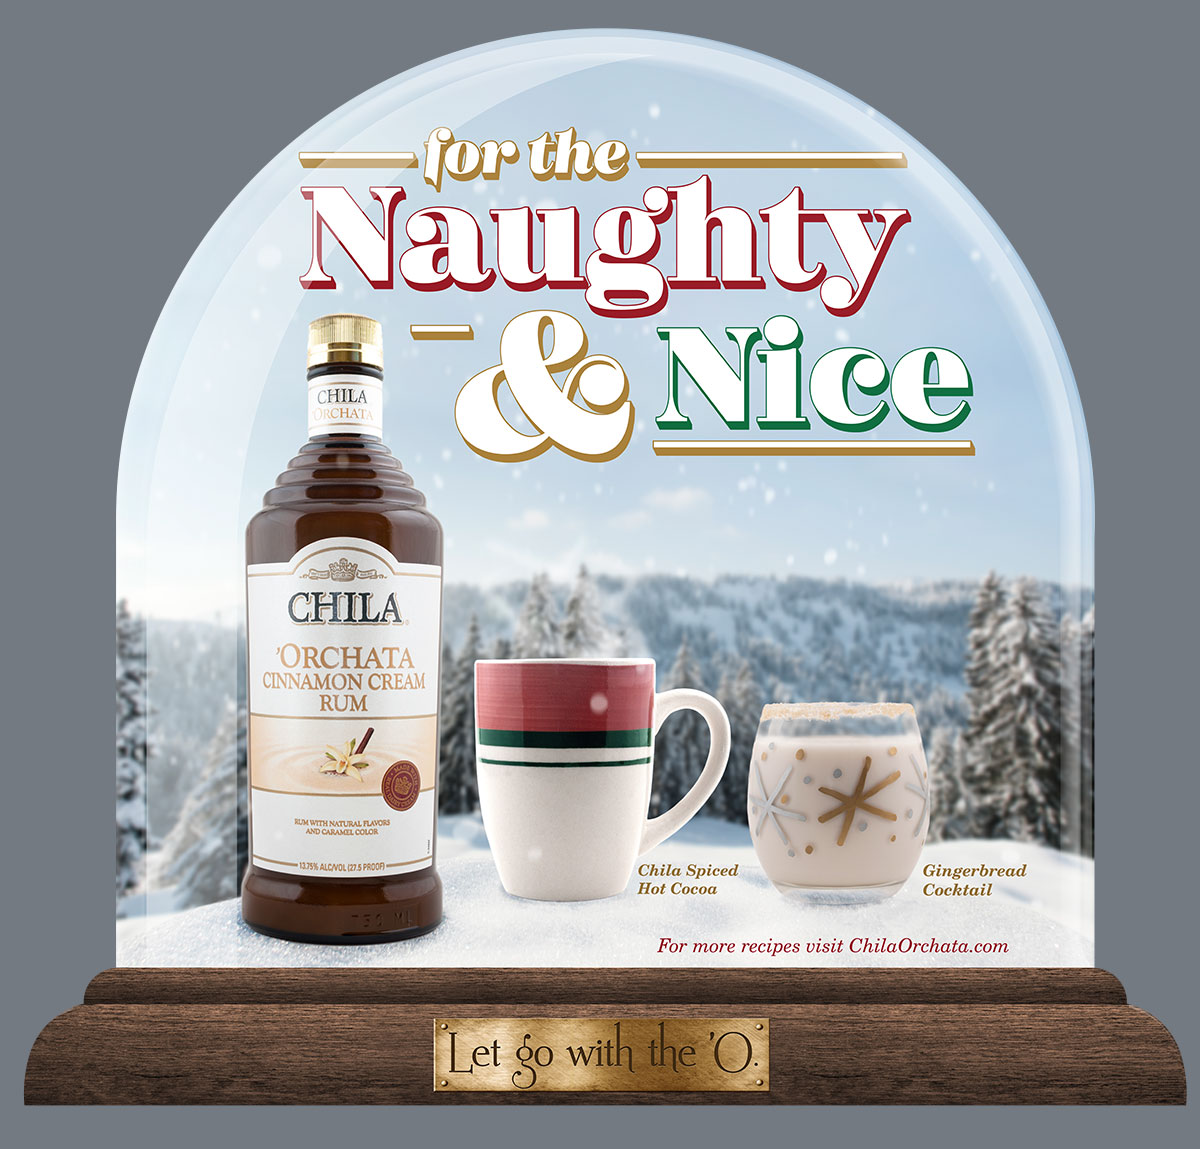 for the
Naughty
& Nice
CHILA
'ORCHATA
CHILA
'ORCHATA
CINNAMON CREAM
RUM
RUM WITH NATURAL FLAVORS
AND CARAMEL COLOR
13.75% ALC/VOL (27.5 PROOF)
750 ML
Chila Spiced
Hot Cocoa
Gingerbread
Cocktail
For more recipes visit ChilaOrchata.com
Let go with the 'O.